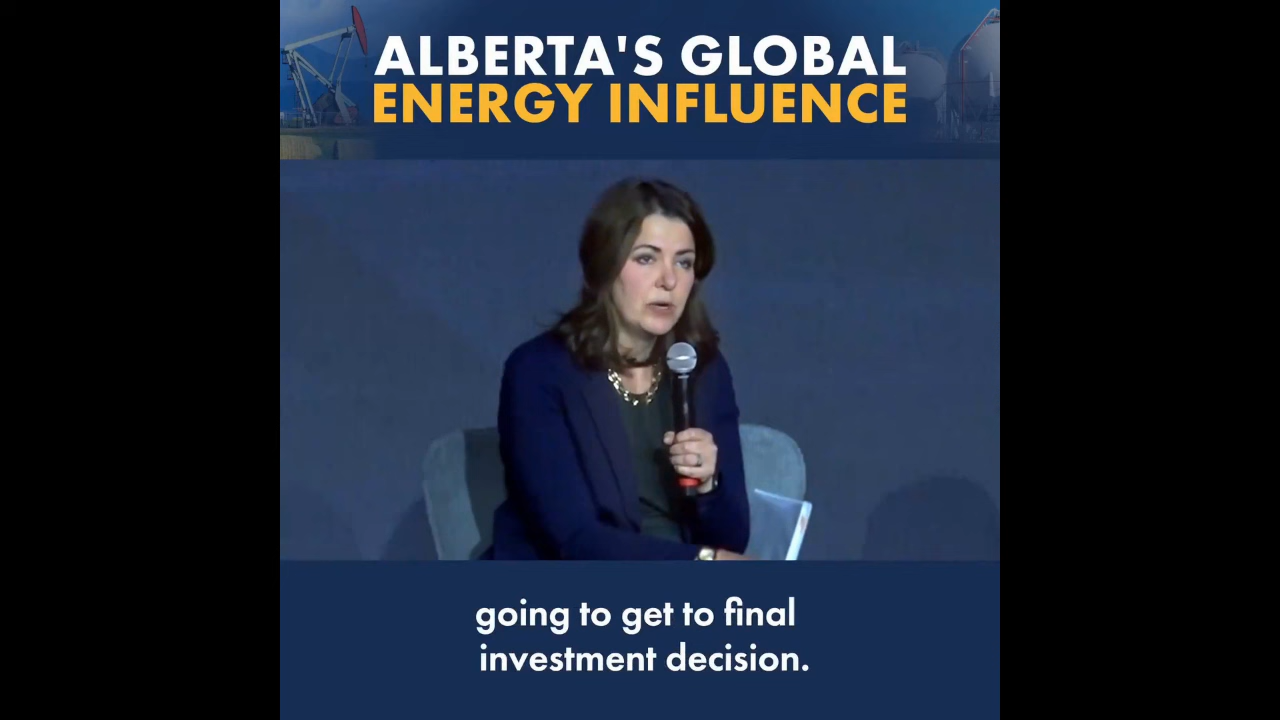 ALBERTA'S GLOBAL
ENERGY INFLUENCE
going to get to final
investment decision.